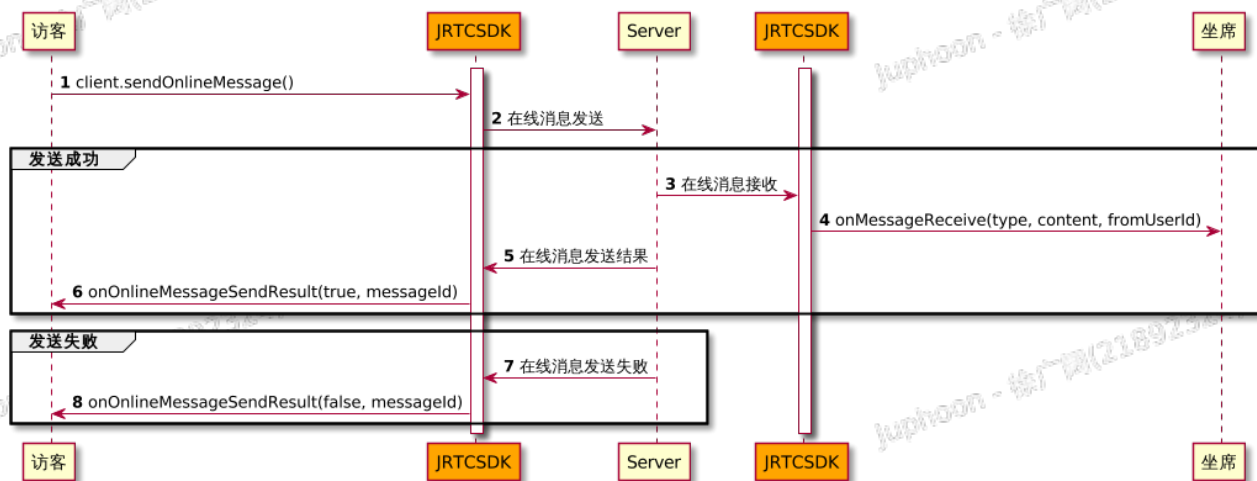 访客 JRTCSDK Server JRTCSDK 坐席
1 client.sendOnlineMessage()
2 在线消息发送
发送成功
3 在线消息接收
4 onMessageReceive(type, content, fromUserId)
5 在线消息发送结果
6 onOnlineMessageSendResult(true, messageId)
发送失败
7 在线消息发送失败
8 onOnlineMessageSendResult(false, messageId)
访客 JRTCSDK Server JRTCSDK 坐席